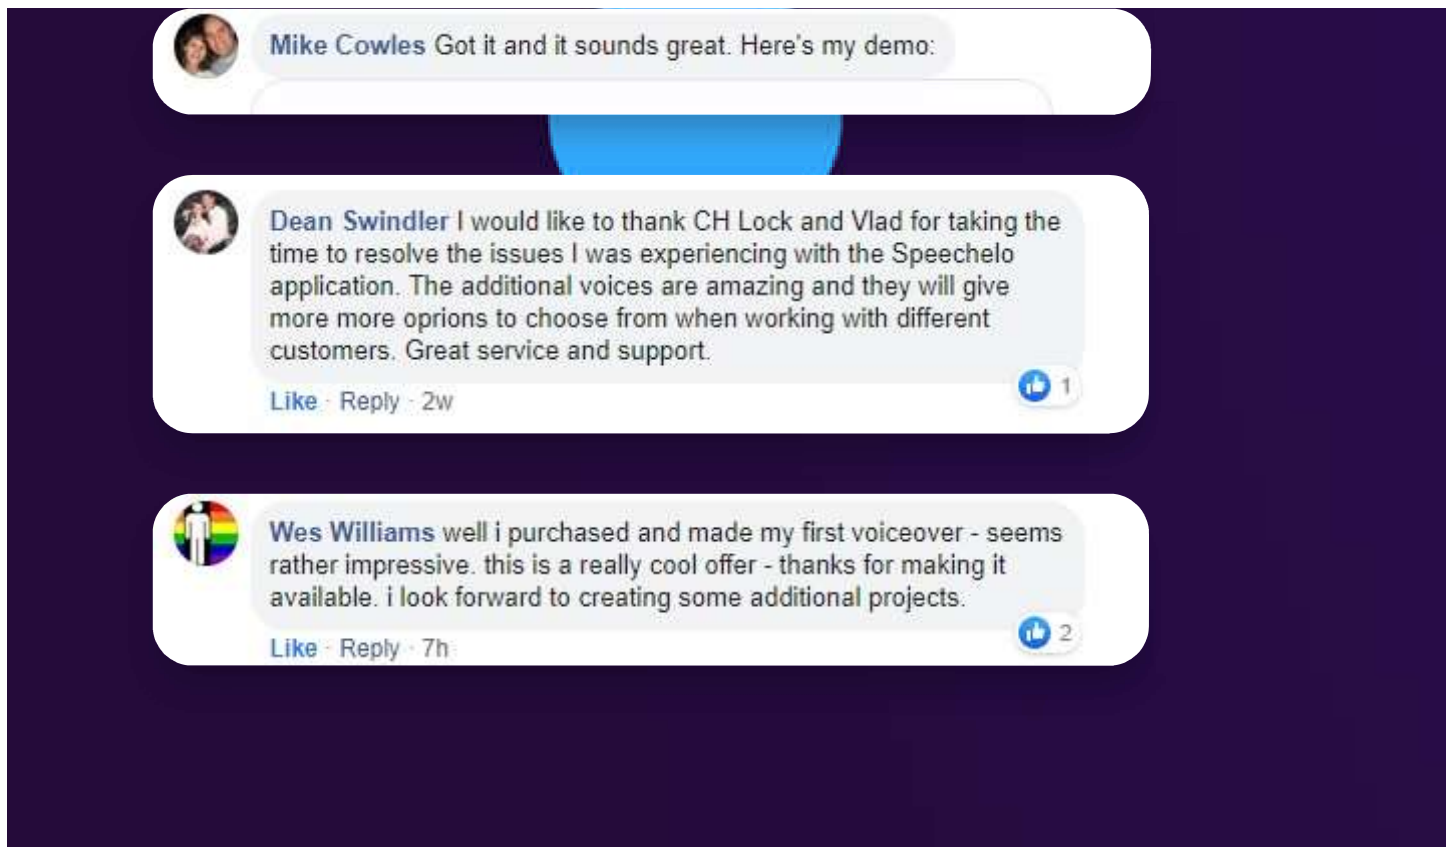 Mike Cowles Got it and it sounds great. Here's my demo:
Dean Swindler I would like to thank CH Lock and Vlad for taking the
time to resolve the issues I was experiencing with the Speechelo
application. The additional voices are amazing and they will give
more more oprions to choose from when working with different
customers. Great service and support.
Like · Reply · 2w
1
Wes Williams well i purchased and made my first voiceover - seems
rather impressive. this is a really cool offer - thanks for making it
available. i look forward to creating some additional projects.
Like · Reply · 7h
2